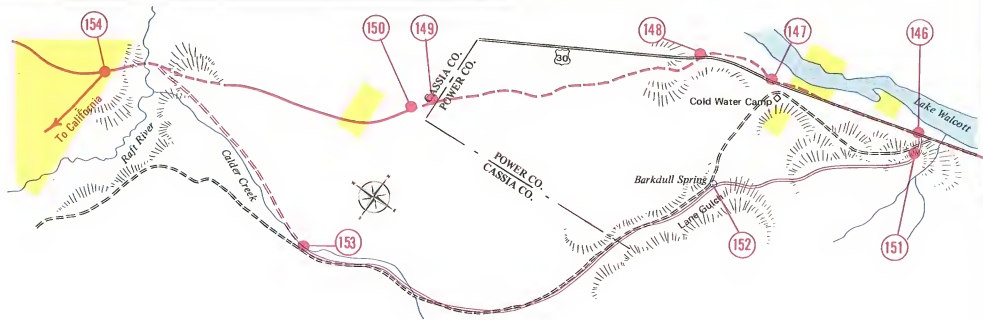 154
150
149
148
147
146
30
CASSIA CO.
POWER CO.
Cold Water Camp
Lake Walcott
To California
Raft River
Calder Creek
POWER CO.
CASSIA CO.
Barkdull Spring
Lane Gulch
153
152
151